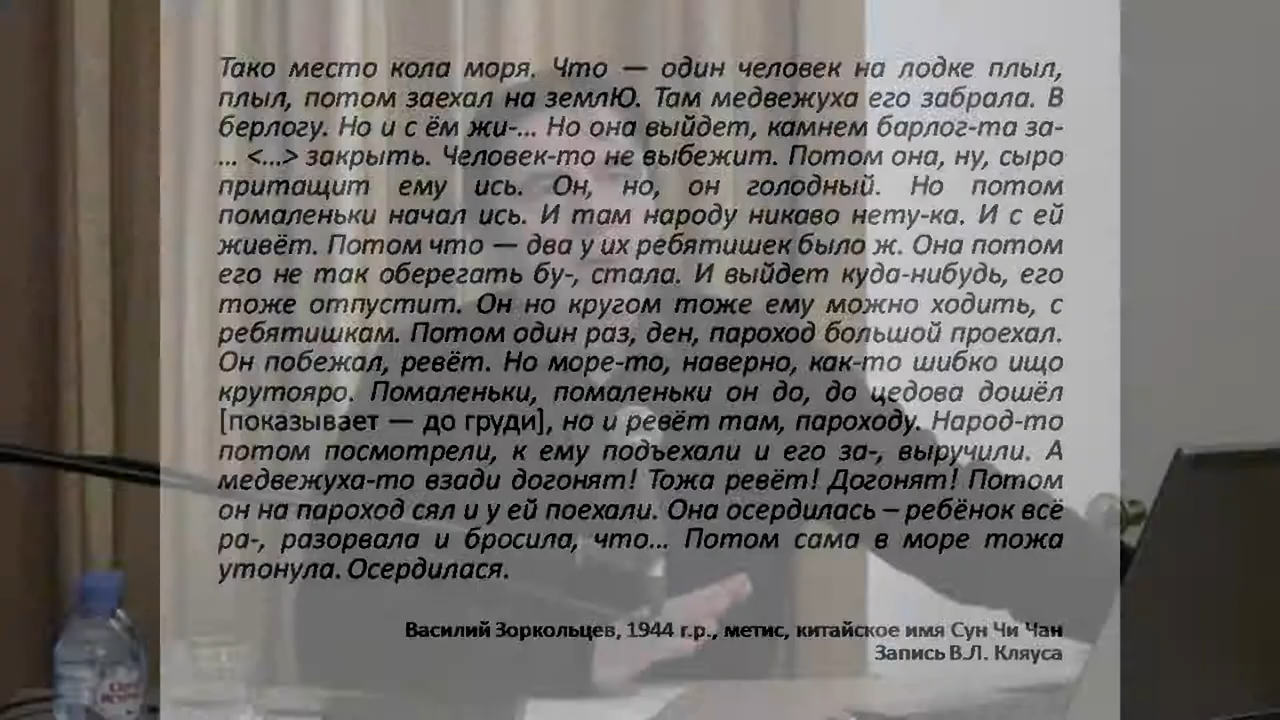 Тако место кола моря. Что — один человек на лодке плыл,
плыл, потом заехал на землЮ. Там медвежуха его забрала. В
берлогу. Но и с ём жи-... Но она выйдет, камнем барлог-та за-
... <...> закрыть. Человек-то не выбежит. Потом она, ну, сыро
притащит ему ись. Он, но, он голодный. Но потом
помаленьки начал ись. И там народу никаво нету-ка. И с ей
живёт. Потом что — два у их ребятишек было ж. Она потом
его не так оберегать бу-, стала. И выйдет куда-нибудь, его
тоже отпустит. Он но кругом тоже ему можно ходить, с
ребятишкам. Потом один раз, ден, пароход большой проехал.
Он побежал, ревёт. Но море-то, наверно, как-то шибко ищо
крутояро. Помаленьки, помаленьки он до, до цедова дошёл
[показывает — до груди], но и ревёт там, пароходу. Народ-то
потом посмотрели, к ему подъехали и его за-, выручили. А
медвежуха-то взади догонят! Тожа ревёт! Догонят! Потом
он на пароход сял и у ей поехали. Она осердилась – ребёнок всё
ра-, разорвала и бросила, что... Потом сама в море тожа
утонула. Осердилася.
Василий Зоркольцев, 1944 г.р., метис, китайское имя Сун Чи Чан
Запись В.Л. Кляуса